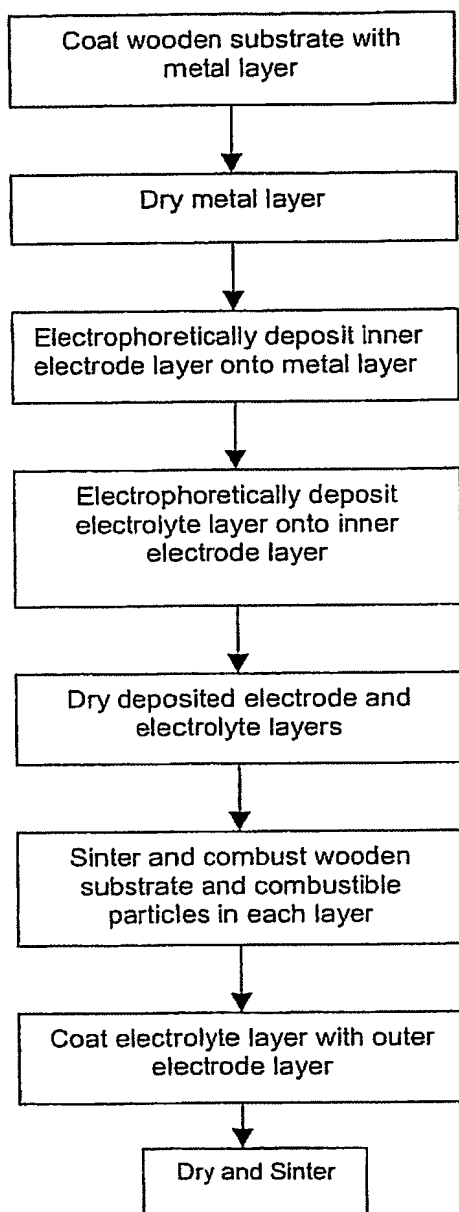 Coat wooden substrate with
metal layer
Dry metal layer
Electrophoretically deposit inner
electrode layer onto metal layer
Electrophoretically deposit
electrolyte layer onto inner
electrode layer
Dry deposited electrode and
electrolyte layers
Sinter and combust wooden
substrate and combustible
particles in each layer
Coat electrolyte layer with outer
electrode layer
Dry and Sinter